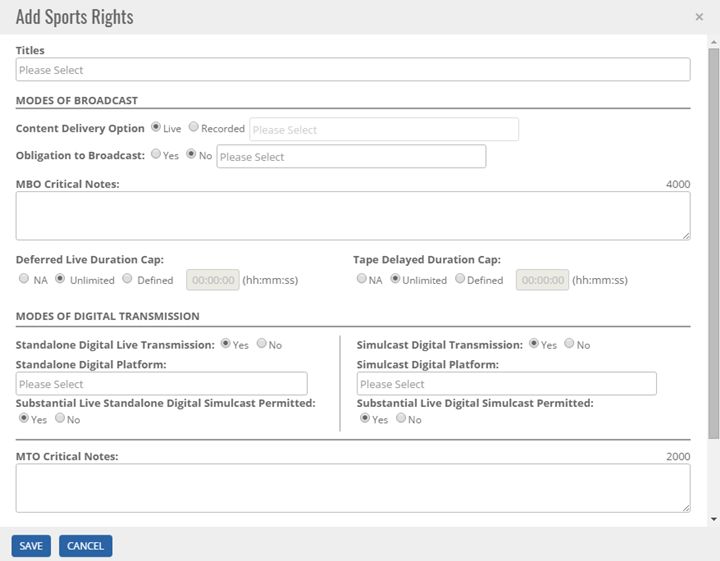 Add Sports Rights ×
Titles
Please Select
MODES OF BROADCAST
Content Delivery Option Live Recorded Please Select
Obligation to Broadcast: Yes No Please Select
MBO Critical Notes: 4000
Deferred Live Duration Cap: Tape Delayed Duration Cap:
NA Unlimited Defined 00:00:00 (hh:mm:ss) NA Unlimited Defined 00:00:00 (hh:mm:ss)
MODES OF DIGITAL TRANSMISSION
Standalone Digital Live Transmission: Yes No
Standalone Digital Platform:
Please Select
Substantial Live Standalone Digital Simulcast Permitted:
Yes No
Simulcast Digital Transmission: Yes No
Simulcast Digital Platform:
Please Select
Substantial Live Digital Simulcast Permitted:
Yes No
MTO Critical Notes: 2000
SAVE CANCEL